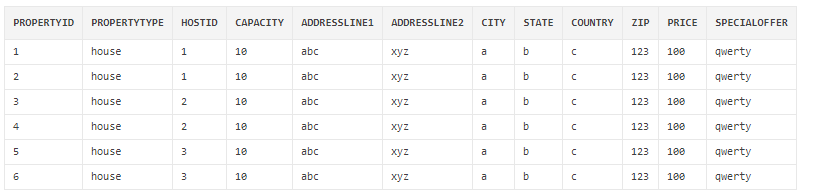 PROPERTYID PROPERTYTYPE HOSTID CAPACITY ADDRESSLINE1 ADDRESSLINE2 CITY STATE COUNTRY ZIP PRICE SPECIALOFFER
1 house 1 10 abc xyz a b c 123 100 qwerty
2 house 1 10 abc xyz a b c 123 100 qwerty
3 house 2 10 abc xyz a b c 123 100 qwerty
4 house 2 10 abc xyz a b c 123 100 qwerty
5 house 3 10 abc xyz a b c 123 100 qwerty
6 house 3 10 abc xyz a b c 123 100 qwerty